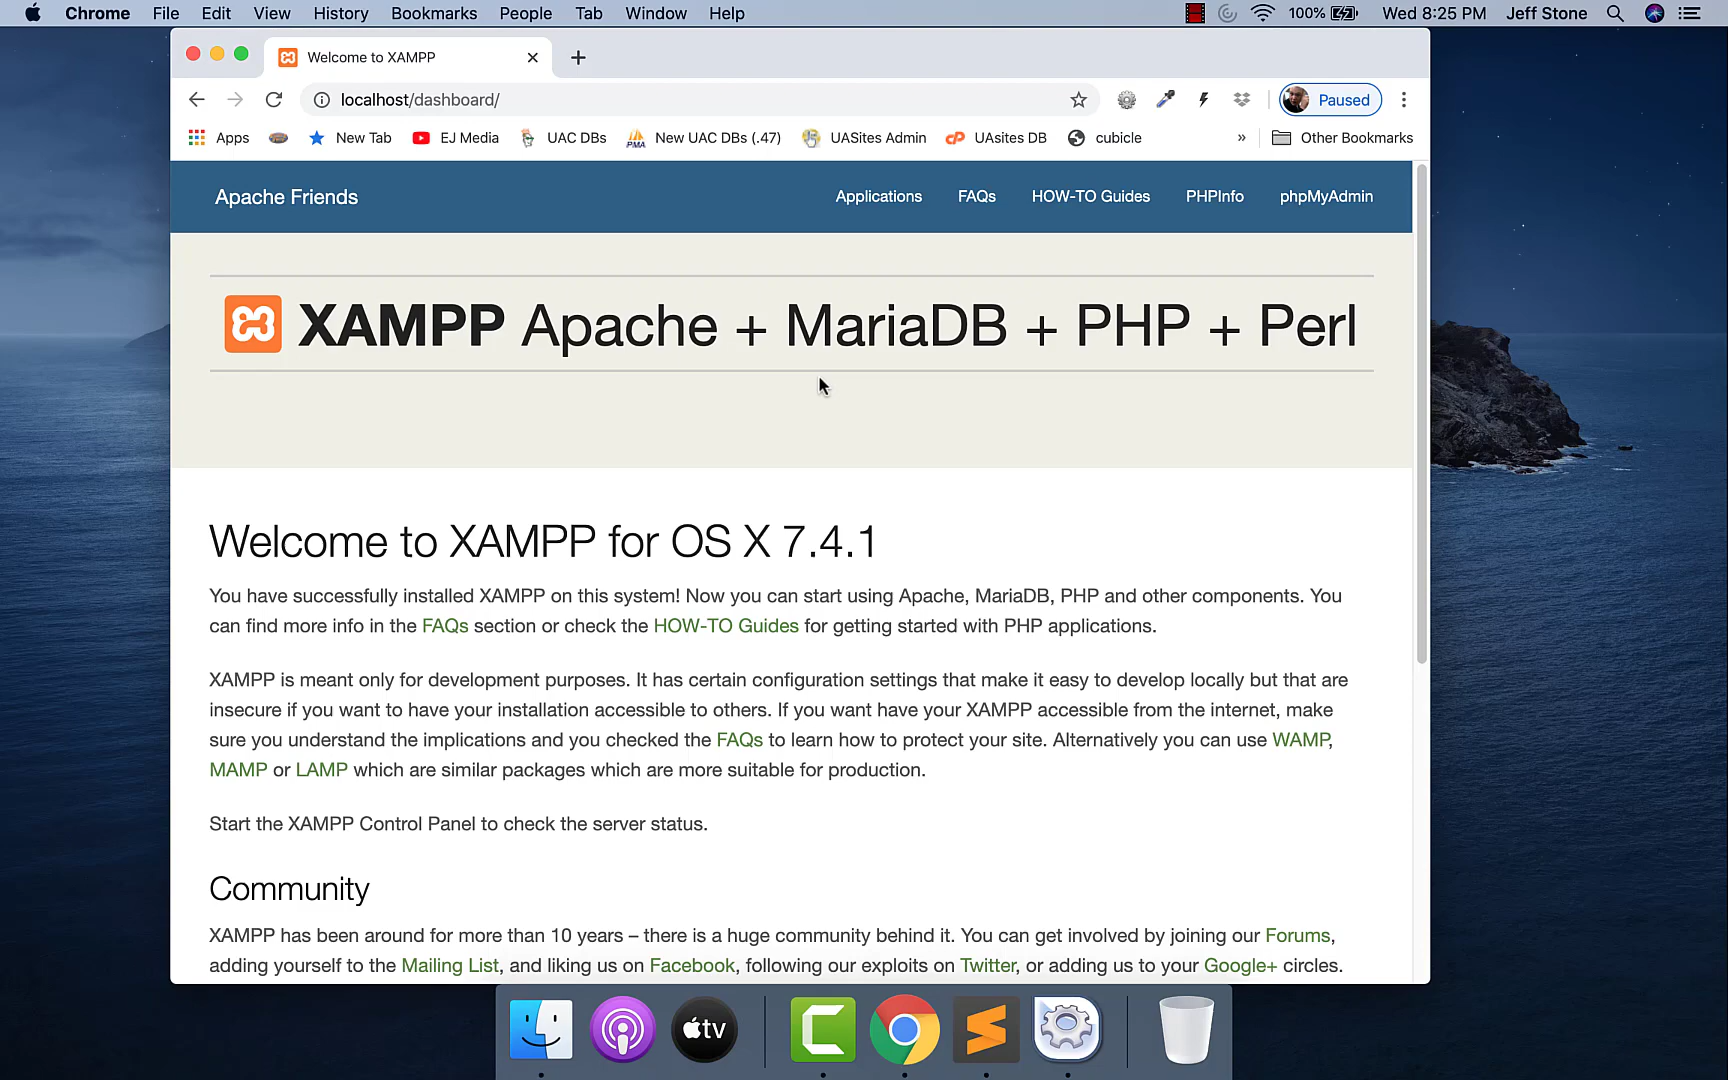 Chrome File Edit View History Bookmarks People Tab Window Help 100% Wed 8:25 PM Jeff Stone
Welcome to XAMPP
localhost/dashboard/ Paused
Apps New Tab EJ Media UAC DBs PMA New UAC DBs (.47) UASites Admin cP UAsites DB cubicle » Other Bookmarks
Apache Friends Applications FAQs HOW-TO Guides PHPInfo phpMyAdmin
XAMPP Apache + MariaDB + PHP + Perl
Welcome to XAMPP for OS X 7.4.1
You have successfully installed XAMPP on this system! Now you can start using Apache, MariaDB, PHP and other components. You
can find more info in the FAQs section or check the HOW-TO Guides for getting started with PHP applications.
XAMPP is meant only for development purposes. It has certain configuration settings that make it easy to develop locally but that are
insecure if you want to have your installation accessible to others. If you want have your XAMPP accessible from the internet, make
sure you understand the implications and you checked the FAQs to learn how to protect your site. Alternatively you can use WAMP,
MAMP or LAMP which are similar packages which are more suitable for production.
Start the XAMPP Control Panel to check the server status.
Community
XAMPP has been around for more than 10 years – there is a huge community behind it. You can get involved by joining our Forums,
adding yourself to the Mailing List, and liking us on Facebook, following our exploits on Twitter, or adding us to your Google+ circles.
tv